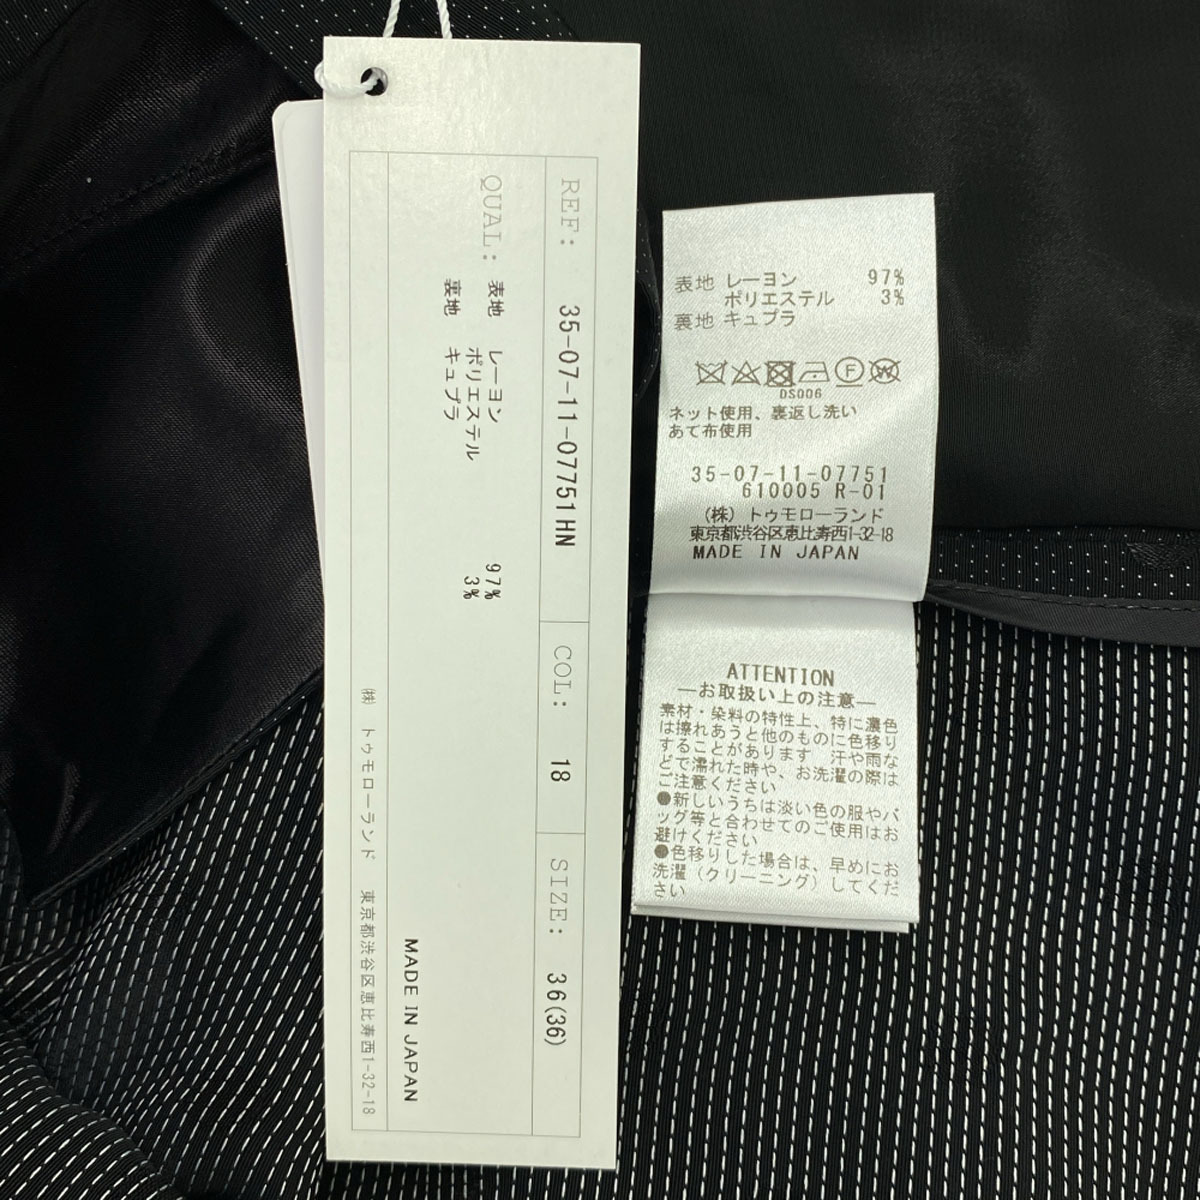 REF: 35-07-11-07751HN COL: 18 SIZE: 36(36)
QUAL: 表地 レーヨン 97%
ポリエステル 3%
裏地 キュプラ
MADE IN JAPAN
㈱ トゥモローランド 東京都渋谷区恵比寿西1-32-18
表地 レーヨン 97%
ポリエステル 3%
裏地 キュプラ
F W
DS006
ネット使用、裏返し洗い
あて布使用
35-07-11-07751
610005 R-01
(株) トゥモローランド
東京都渋谷区恵比寿西1-32-18
MADE IN JAPAN
ATTENTION
―お取扱い上の注意―
素材・染料の特性上、特に濃色
は擦れあうと他のものに色移り
することがあります 汗や雨な
どで濡れた時や、お洗濯の際は
ご注意ください
●新しいうちは淡い色の服やバ
ッグ等と合わせてのご使用はお
避けください
●色移りした場合は、早めにお
洗濯（クリーニング）してくだ
さい